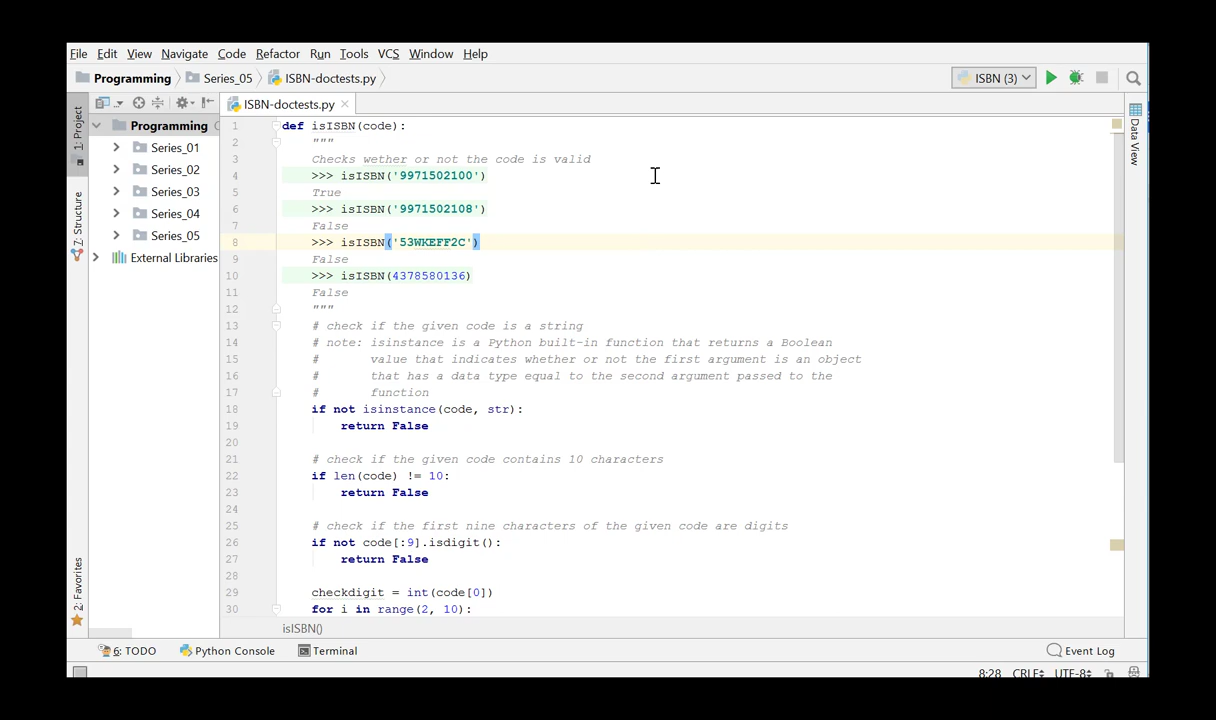 File Edit View Navigate Code Refactor Run Tools VCS Window Help
Programming Series_05 ISBN-doctests.py ISBN (3)
ISBN-doctests.py
1: Project
7: Structure
2: Favorites
Data View
Programming
Series_01
Series_02
Series_03
Series_04
Series_05
External Libraries
1 def isISBN(code):
2 """
3 Checks wether or not the code is valid
4 >>> isISBN('9971502100')
5 True
6 >>> isISBN('9971502108')
7 False
8 >>> isISBN('53WKEFF2C')
9 False
10 >>> isISBN(4378580136)
11 False
12 """
13 # check if the given code is a string
14 # note: isinstance is a Python built-in function that returns a Boolean
15 # value that indicates whether or not the first argument is an object
16 # that has a data type equal to the second argument passed to the
17 # function
18 if not isinstance(code, str):
19 return False
20
21 # check if the given code contains 10 characters
22 if len(code) != 10:
23 return False
24
25 # check if the first nine characters of the given code are digits
26 if not code[:9].isdigit():
27 return False
28
29 checkdigit = int(code[0])
30 for i in range(2, 10):
isISBN()
6: TODO Python Console Terminal Event Log
8:28 CRLF UTF-8